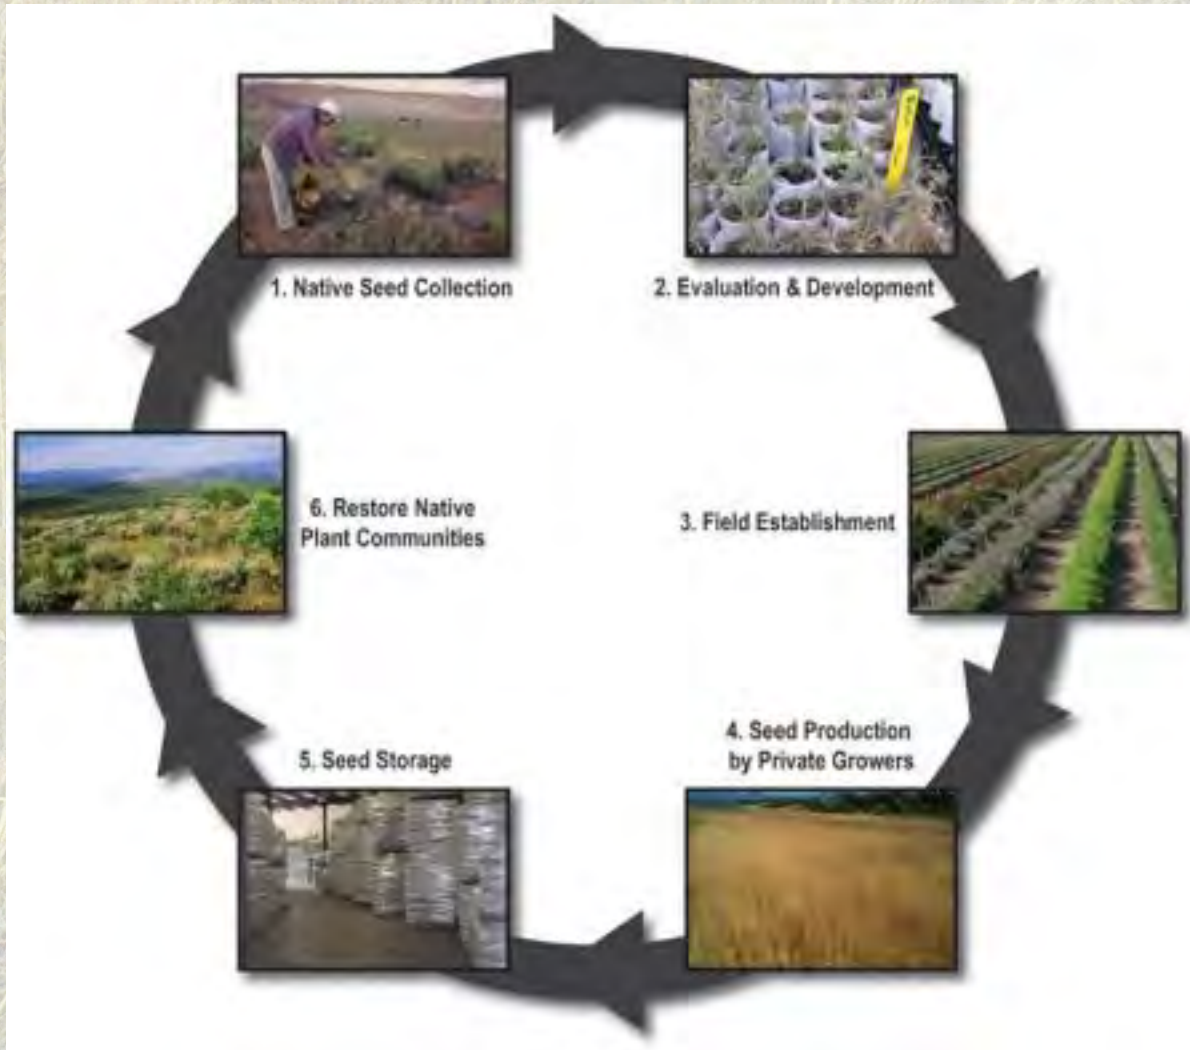 1. Native Seed Collection
2. Evaluation & Development
3. Field Establishment
4. Seed Production
by Private Growers
5. Seed Storage
6. Restore Native
Plant Communities